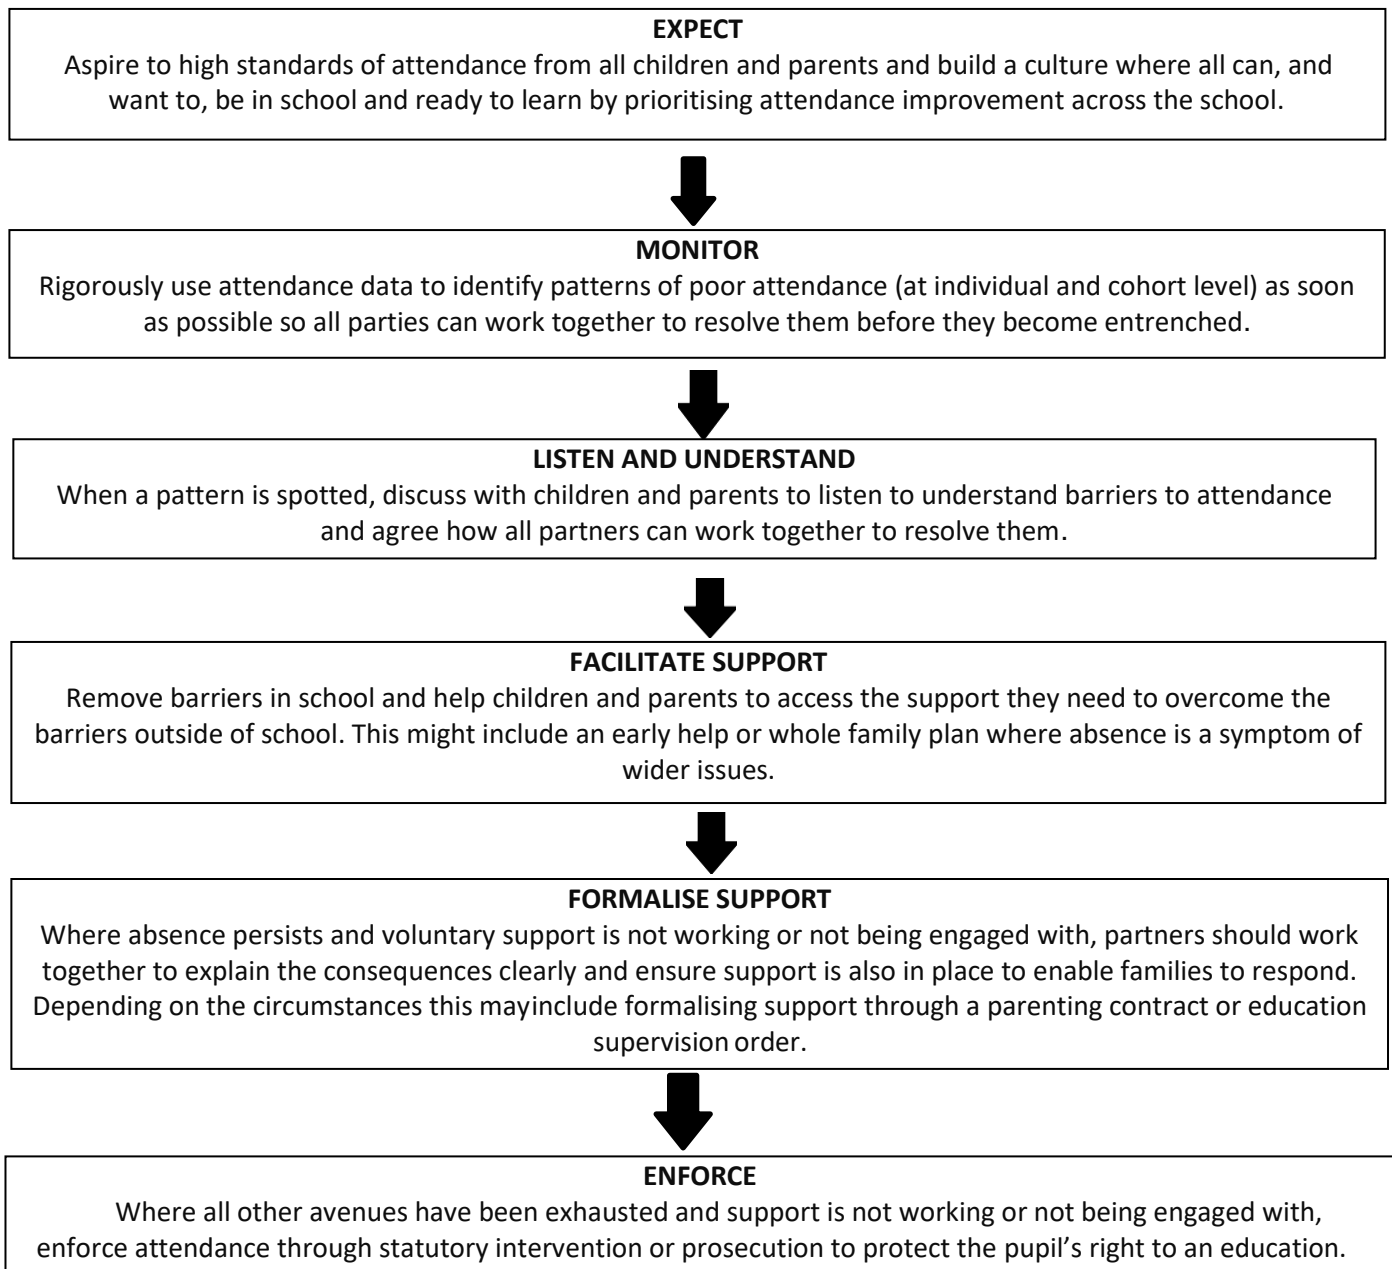 EXPECT
Aspire to high standards of attendance from all children and parents and build a culture where all can, and
want to, be in school and ready to learn by prioritising attendance improvement across the school.
MONITOR
Rigorously use attendance data to identify patterns of poor attendance (at individual and cohort level) as soon
as possible so all parties can work together to resolve them before they become entrenched.
LISTEN AND UNDERSTAND
When a pattern is spotted, discuss with children and parents to listen to understand barriers to attendance
and agree how all partners can work together to resolve them.
FACILITATE SUPPORT
Remove barriers in school and help children and parents to access the support they need to overcome the
barriers outside of school. This might include an early help or whole family plan where absence is a symptom of
wider issues.
FORMALISE SUPPORT
Where absence persists and voluntary support is not working or not being engaged with, partners should work
together to explain the consequences clearly and ensure support is also in place to enable families to respond.
Depending on the circumstances this mayinclude formalising support through a parenting contract or education
supervision order.
ENFORCE
Where all other avenues have been exhausted and support is not working or not being engaged with,
enforce attendance through statutory intervention or prosecution to protect the pupil’s right to an education.